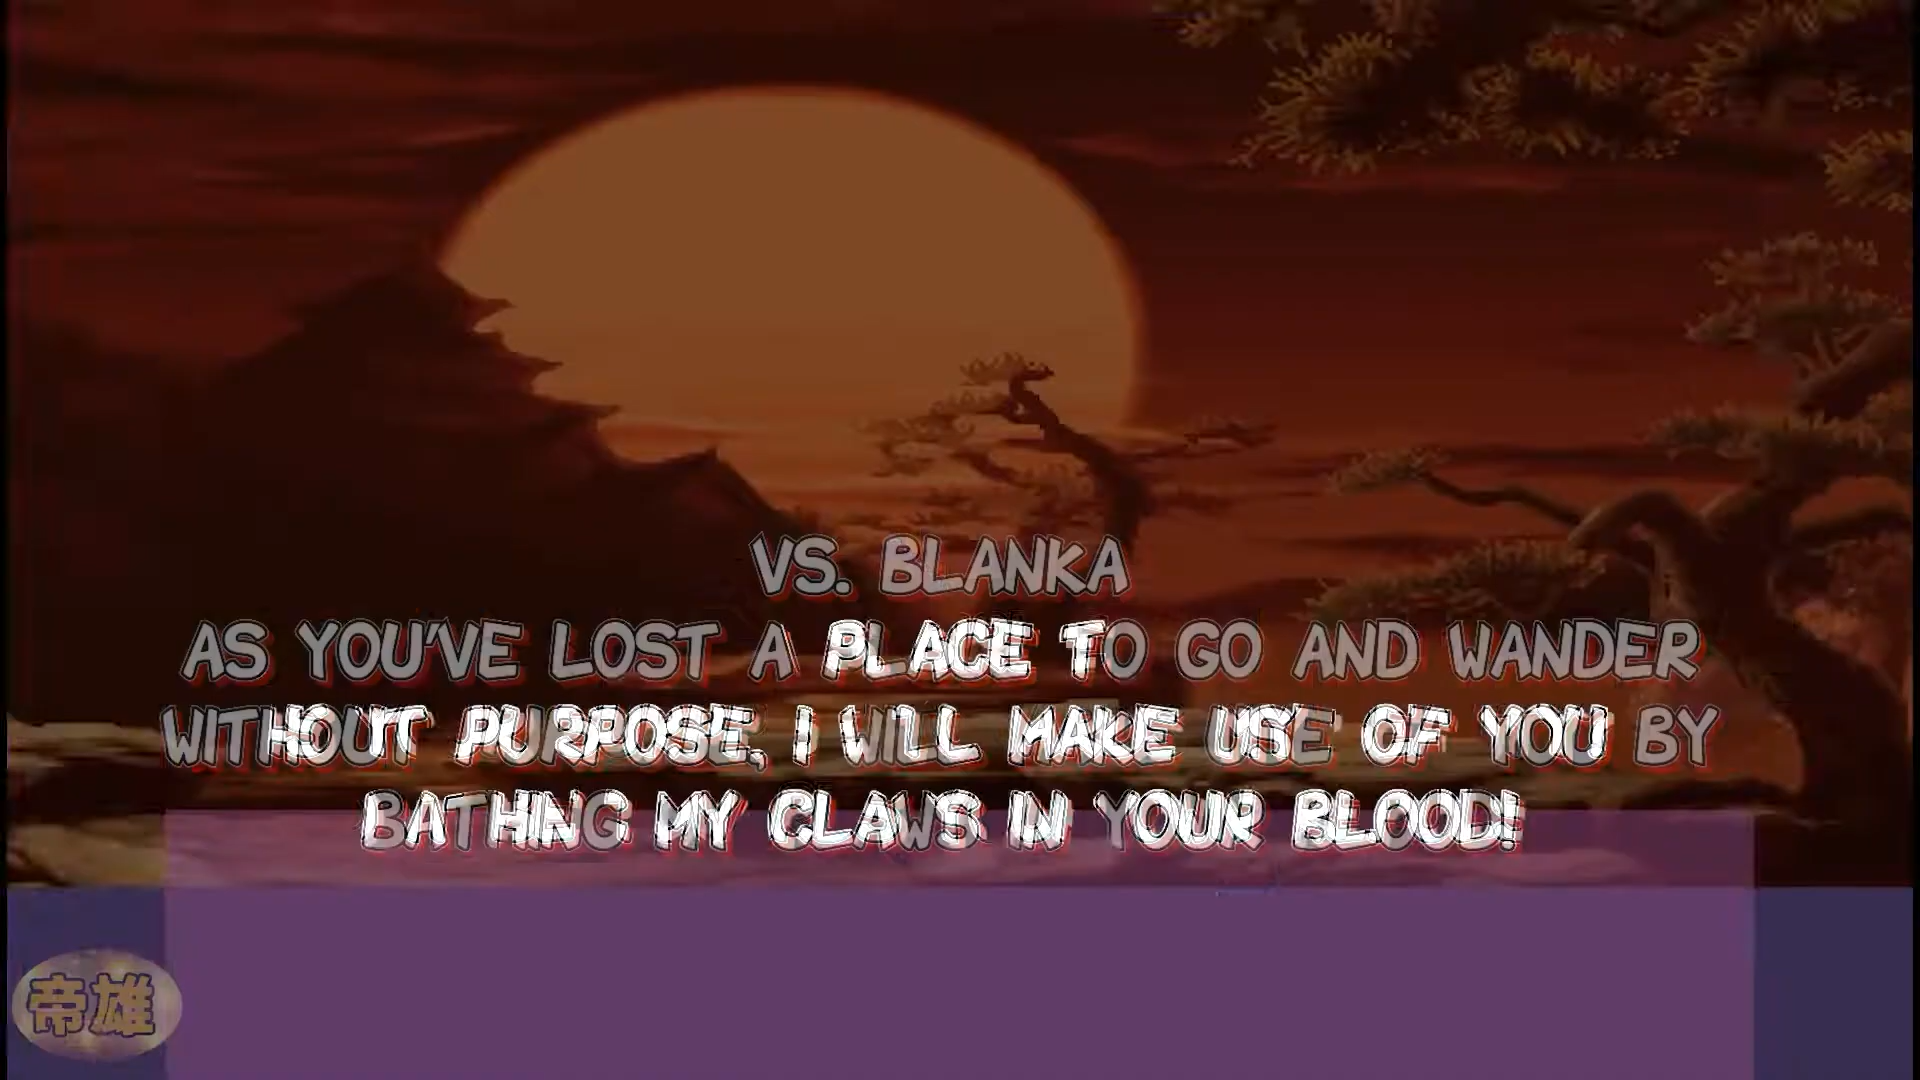 VS. BLANKA
AS YOU'VE LOST A PLACE TO GO AND WANDER
WITHOUT PURPOSE, I WILL MAKE USE OF YOU BY
BATHING MY CLAWS IN YOUR BLOOD!
帝雄